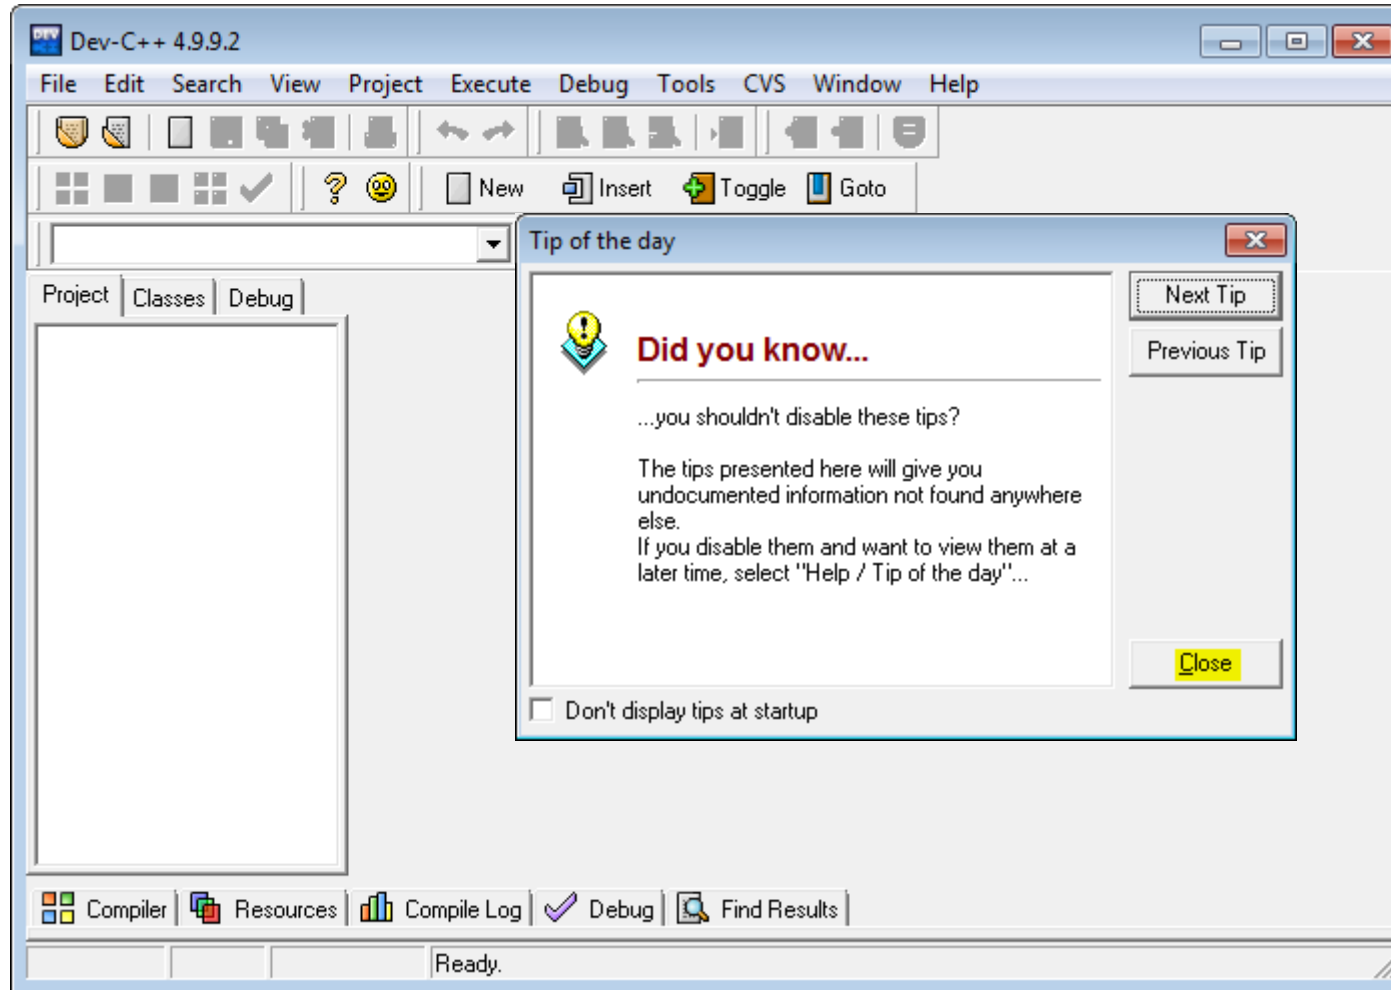 Dev-C++ 4.9.9.2
File Edit Search View Project Execute Debug Tools CVS Window Help
New Insert Toggle Goto
Tip of the day
Project Classes Debug
Next Tip
Did you know...
Previous Tip
...you shouldn't disable these tips?
The tips presented here will give you
undocumented information not found anywhere
else.
If you disable them and want to view them at a
later time, select "Help / Tip of the day"...
Close
Don't display tips at startup
Compiler Resources Compile Log Debug Find Results
Ready.